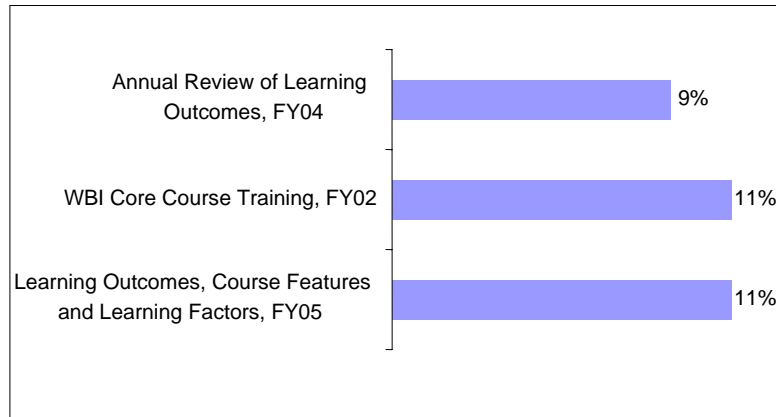 Annual Review of Learning
Outcomes, FY04
9%
WBI Core Course Training, FY02
11%
Learning Outcomes, Course Features
and Learning Factors, FY05
11%